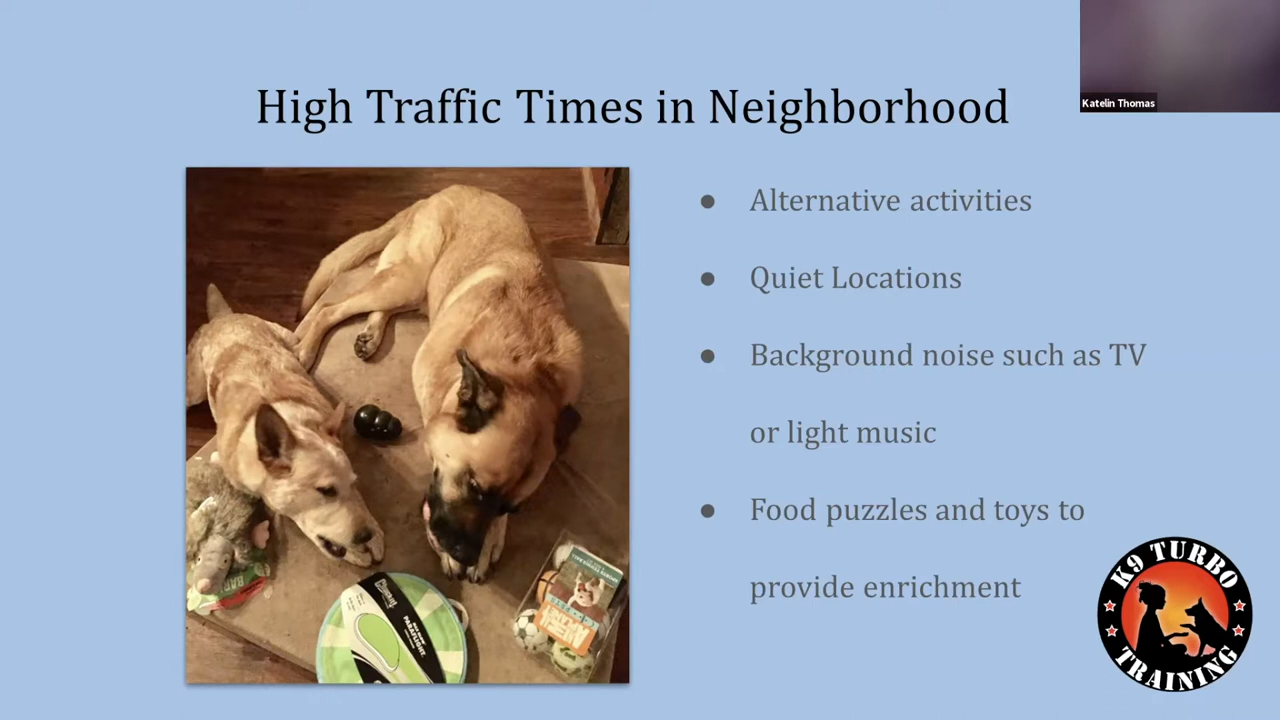 Katelin Thomas
High Traffic Times in Neighborhood
● Alternative activities
● Quiet Locations
● Background noise such as TV
or light music
● Food puzzles and toys to
provide enrichment
K9 TURBO
TRAINING
PARAFLIGHT